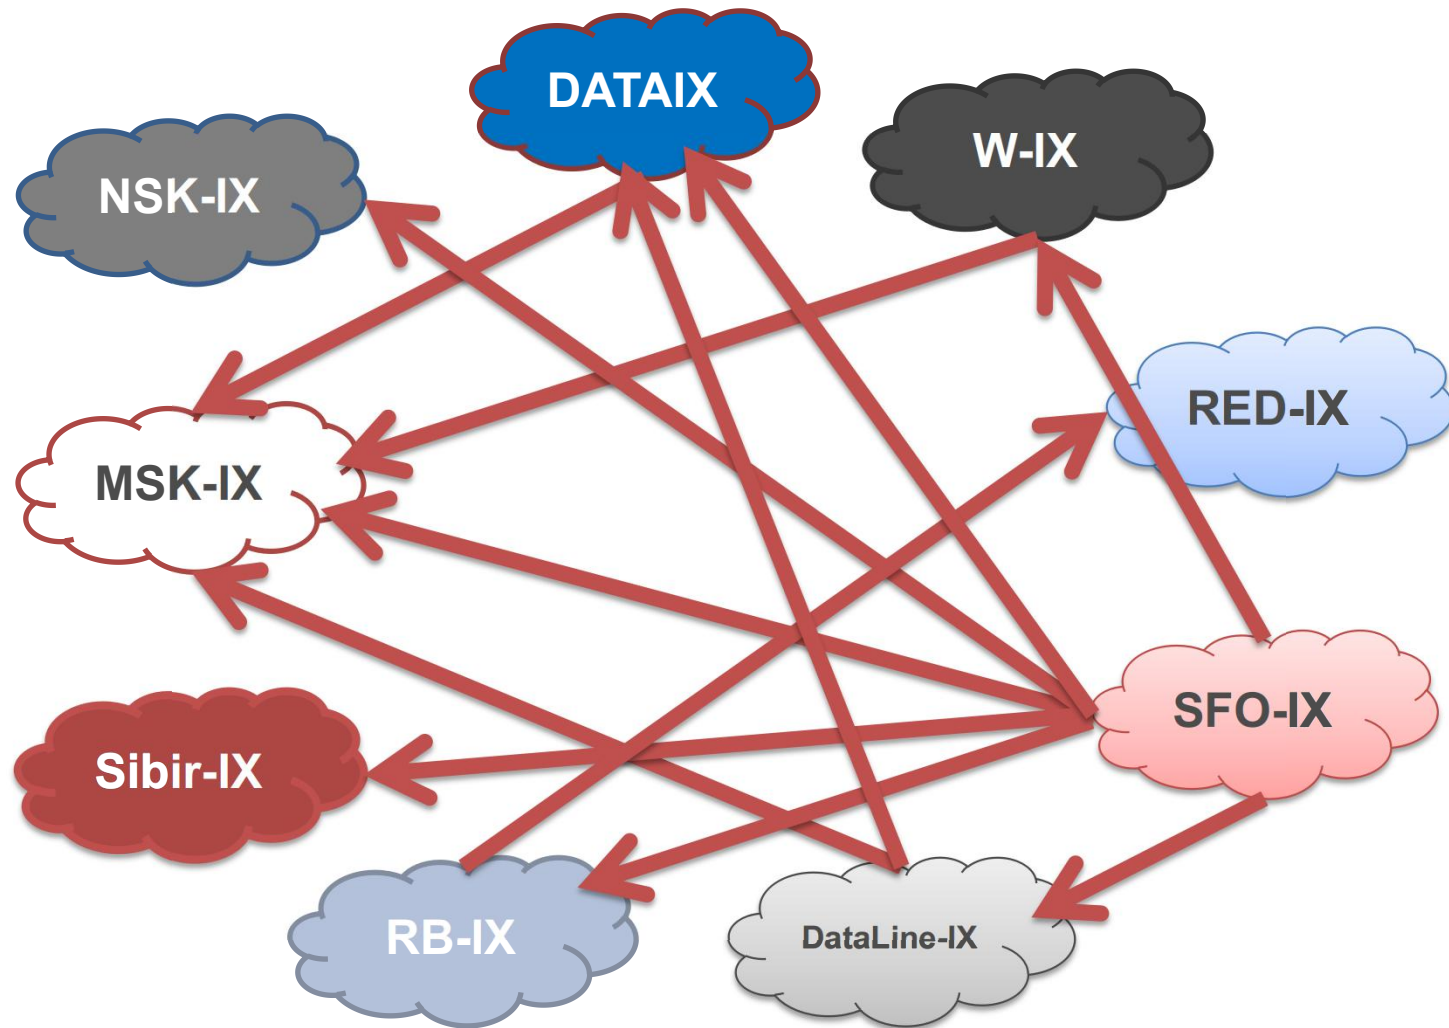 DATAIX
W-IX
NSK-IX
RED-IX
MSK-IX
SFO-IX
Sibir-IX
RB-IX
DataLine-IX